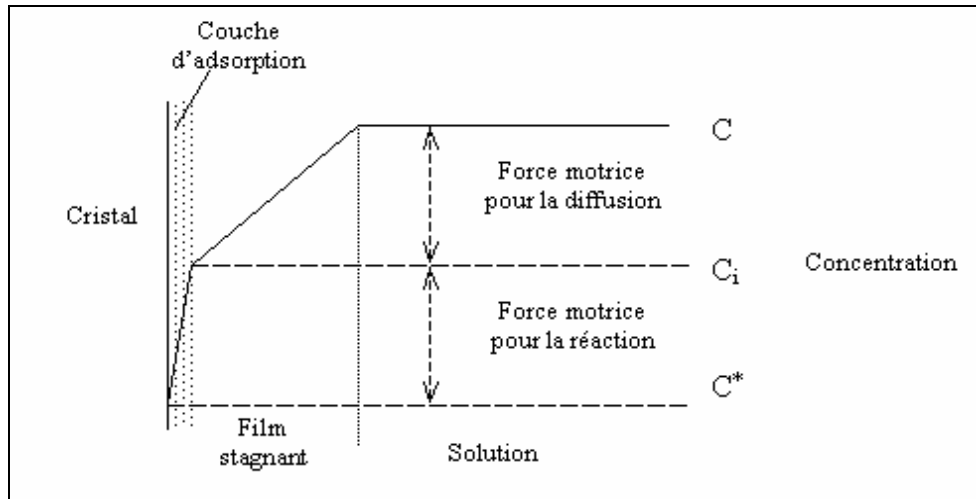 Couche
d'adsorption
C
Force motrice
pour la diffusion
Cristal
Ci
Concentration
Force motrice
pour la réaction
C*
Film
stagnant
Solution